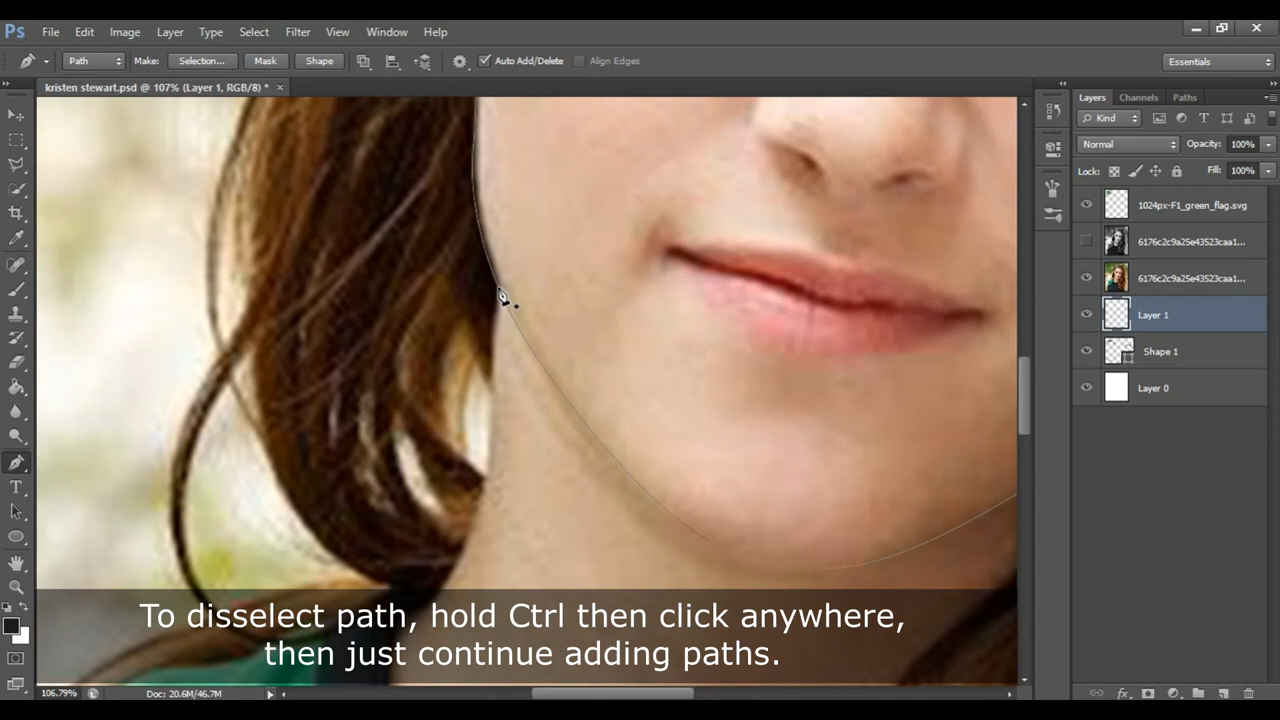 Ps File Edit Image Layer Type Select Filter View Window Help
Path Make: Selection... Mask Shape Auto Add/Delete Align Edges Essentials
kristen stewart.psd @ 107% (Layer 1, RGB/8) * ×
Layers Channels Paths
Kind
Normal Opacity: 100%
Lock: Fill: 100%
1024px-F1_green_flag.svg
6176c2c9a25e43523caa1...
6176c2c9a25e43523caa1...
Layer 1
Shape 1
Layer 0
To disselect path, hold Ctrl then click anywhere,
then just continue adding paths.
106.79% Doc: 20.6M/46.7M